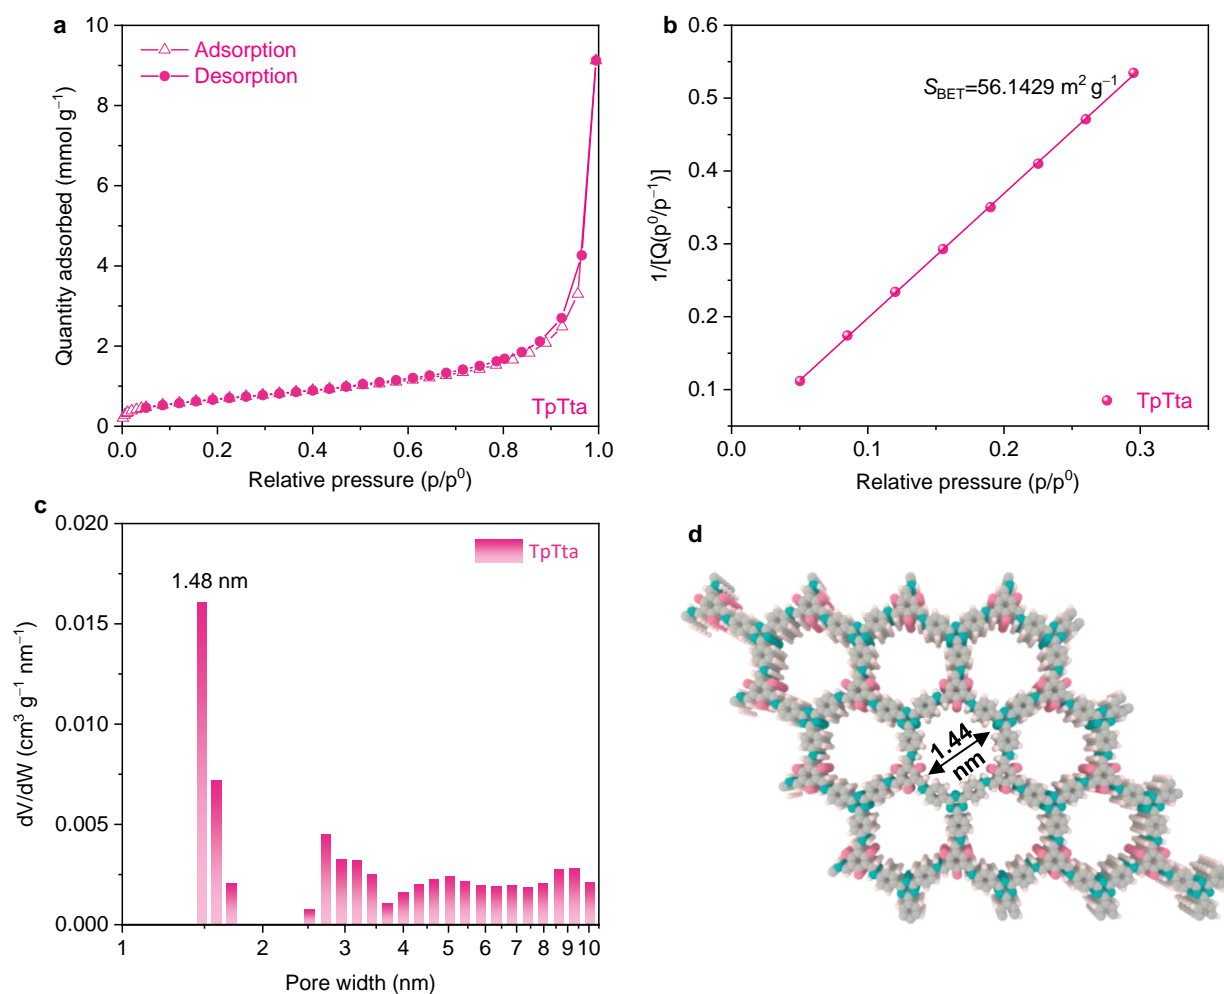 a
Adsorption
Desorption
Quantity adsorbed (mmol g⁻¹)
10
8
6
4
2
0
TpTta
0.0 0.2 0.4 0.6 0.8 1.0
Relative pressure (p/p⁰)
b
S_BET=56.1429 m² g⁻¹
1/[Q(p⁰/p⁻¹)]
0.6
0.5
0.4
0.3
0.2
0.1
TpTta
0.0 0.1 0.2 0.3
Relative pressure (p/p⁰)
c
TpTta
1.48 nm
dV/dW (cm³ g⁻¹ nm⁻¹)
0.020
0.015
0.010
0.005
0.000
1 2 3 4 5 6 7 8 9 10
Pore width (nm)
d
1.44
nm